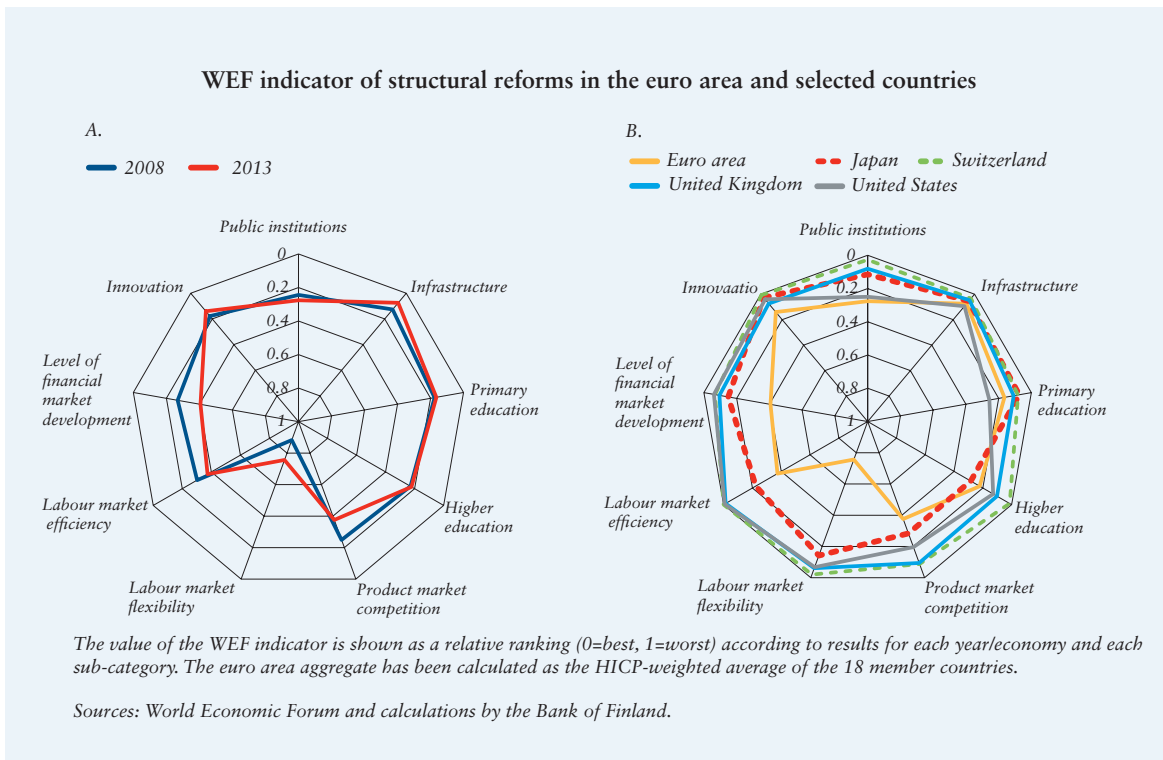 WEF indicator of structural reforms in the euro area and selected countries
A.
2008 2013
Public institutions
0
0.2
0.4
0.6
0.8
1
Infrastructure
Primary
education
Higher
education
Product market
competition
Labour market
flexibility
Labour market
efficiency
Level of
financial
market
development
Innovation
B.
Euro area Japan Switzerland
United Kingdom United States
Public institutions
0
0.2
0.4
0.6
0.8
1
Infrastructure
Primary
education
Higher
education
Product market
competition
Labour market
flexibility
Labour market
efficiency
Level of
financial
market
development
Innovaatio
The value of the WEF indicator is shown as a relative ranking (0=best, 1=worst) according to results for each year/economy and each
sub-category. The euro area aggregate has been calculated as the HICP-weighted average of the 18 member countries.
Sources: World Economic Forum and calculations by the Bank of Finland.